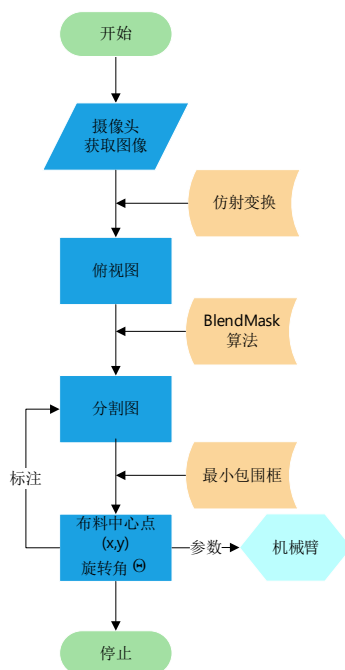 开始
摄像头
获取图像
仿射变换
俯视图
BlendMask
算法
分割图
标注
最小包围框
布料中心点
(x,y)
旋转角 Θ
参数
机械臂
停止